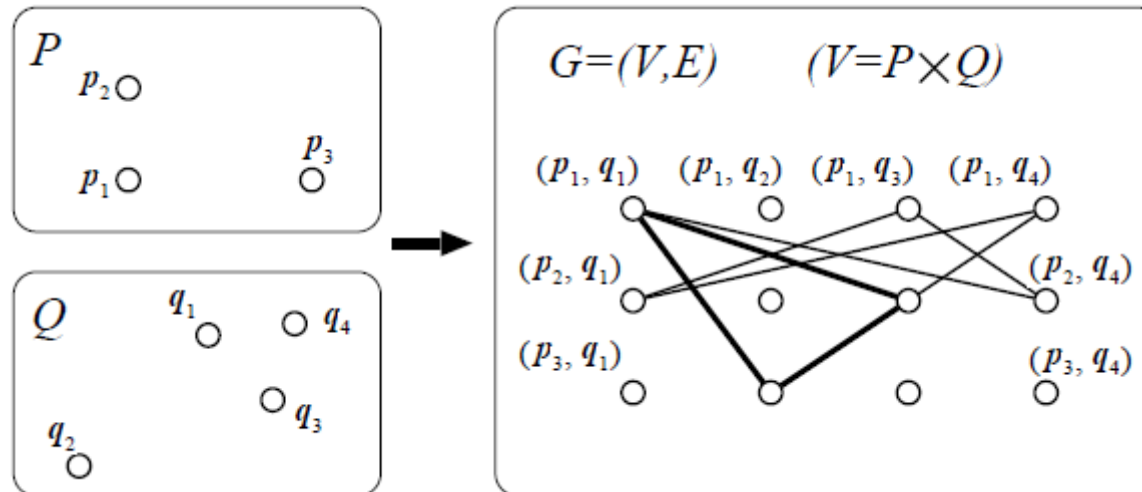 P
p₂
p₁
p₃
Q
q₁
q₄
q₃
q₂
G=(V,E) (V=P×Q)
(p₁, q₁) (p₁, q₂) (p₁, q₃) (p₁, q₄)
(p₂, q₁) (p₂, q₄)
(p₃, q₁) (p₃, q₄)